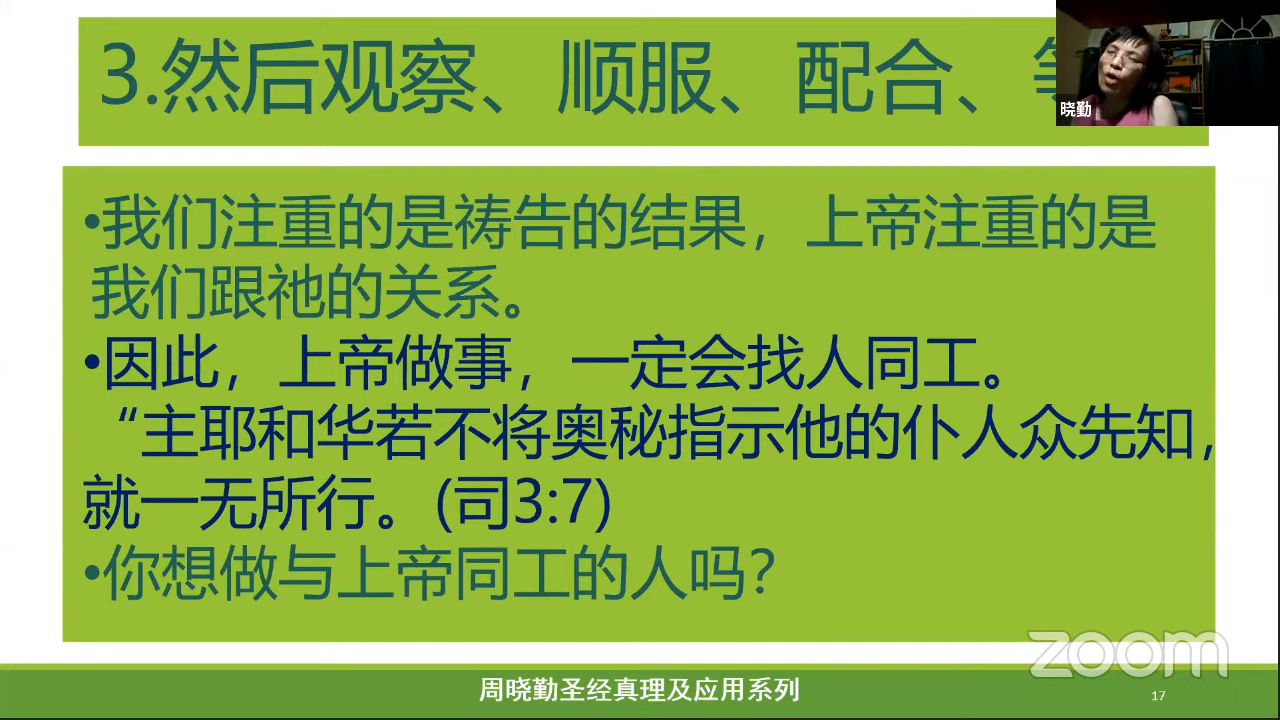 3.然后观察、顺服、配合、
晓勤
•我们注重的是祷告的结果，上帝注重的是
我们跟祂的关系。
•因此，上帝做事，一定会找人同工。
“主耶和华若不将奥秘指示他的仆人众先知，
就一无所行。(司3:7)
•你想做与上帝同工的人吗？
zoom
周晓勤圣经真理及应用系列
17